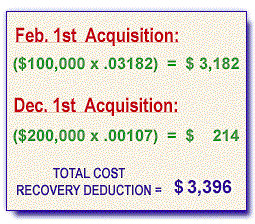 Feb. 1st Acquisition:
($100,000 x .03182) = $ 3,182
Dec. 1st Acquisition:
($200,000 x .00107) = $ 214
TOTAL COST
RECOVERY DEDUCTION = $ 3,396